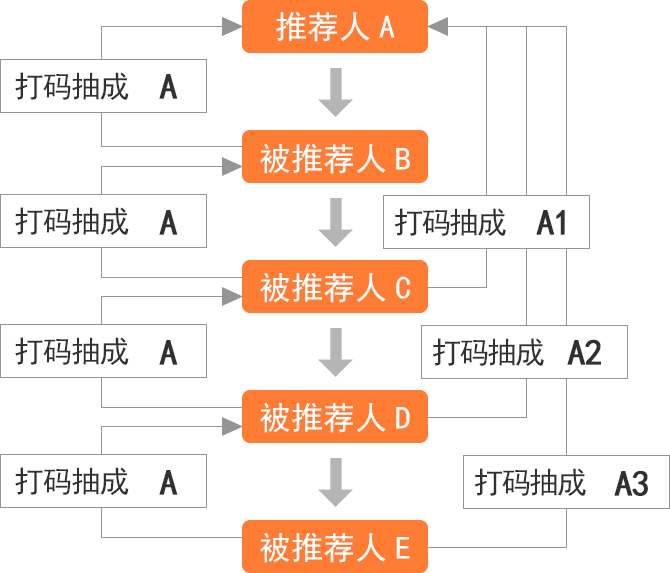 推荐人 A
打码抽成 A
被推荐人 B
打码抽成 A
打码抽成 A1
被推荐人 C
打码抽成 A
打码抽成 A2
被推荐人 D
打码抽成 A
打码抽成 A3
被推荐人 E